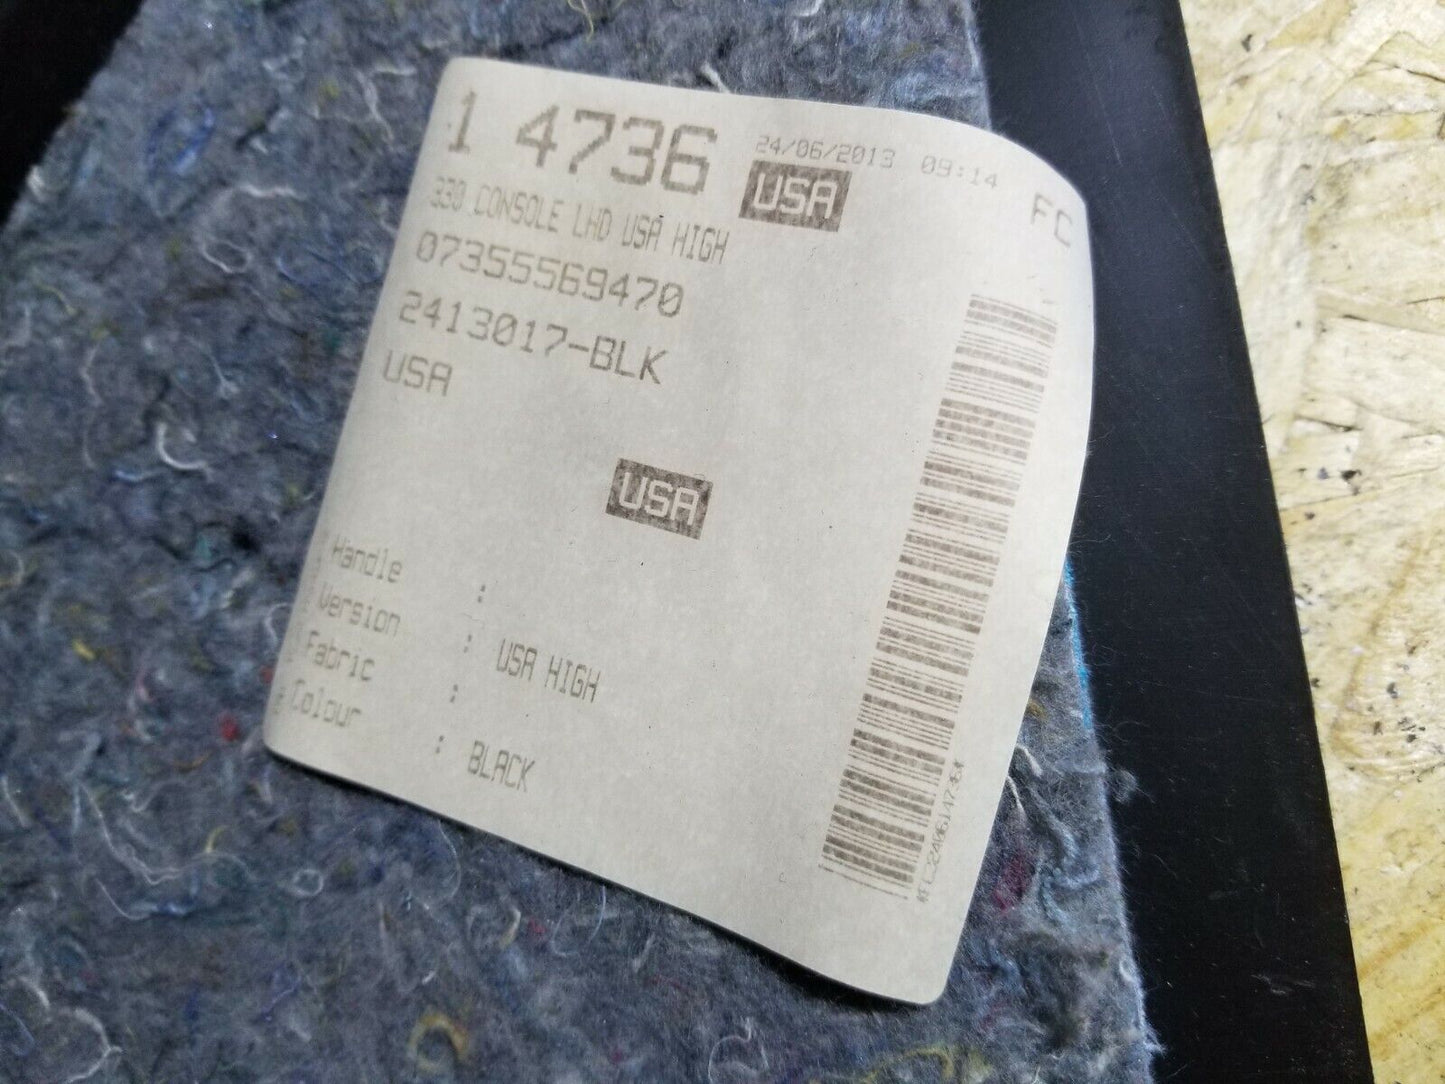 1 4736 24/06/2013 09:14
USA FC
330 CONSOLE LHD USA HIGH
07355569470
2413017-BLK
USA
USA
Handle :
Version : USA HIGH
Fabric :
Colour : BLACK